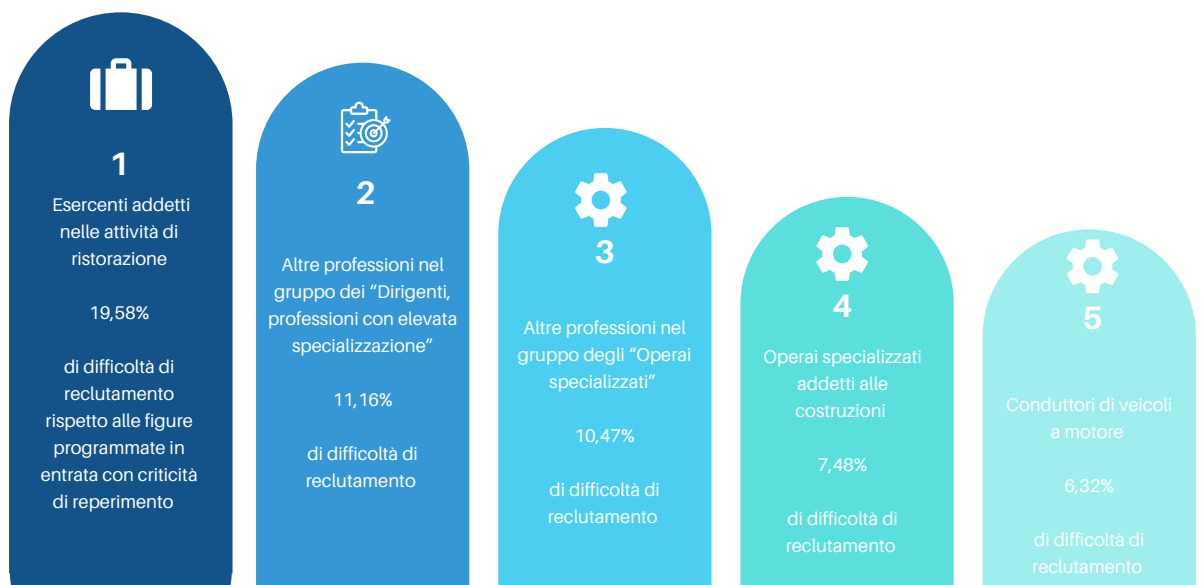 1
Esercenti addetti
nelle attività di
ristorazione
19,58%
di difficoltà di
reclutamento
rispetto alle figure
programmate in
entrata con criticità
di reperimento
2
Altre professioni nel
gruppo dei “Dirigenti,
professioni con elevata
specializzazione”
11,16%
di difficoltà di
reclutamento
3
Altre professioni nel
gruppo degli “Operai
specializzati”
10,47%
di difficoltà di
reclutamento
4
Operai specializzati
addetti alle
costruzioni
7,48%
di difficoltà di
reclutamento
5
Conduttori di veicoli
a motore
6,32%
di difficoltà di
reclutamento